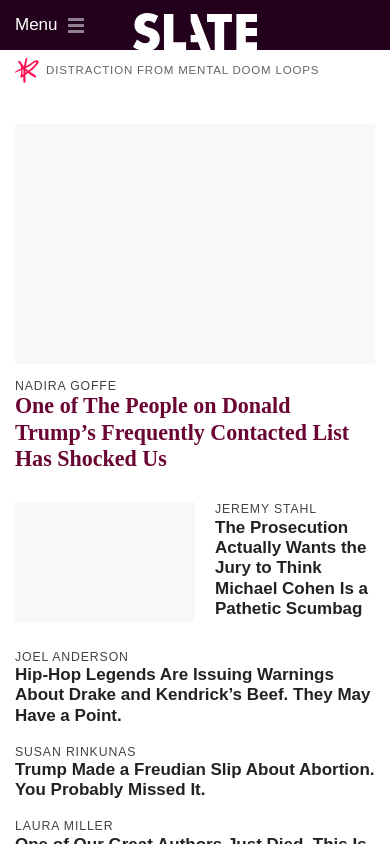 Menu
SLATE
DISTRACTION FROM MENTAL DOOM LOOPS
NADIRA GOFFE
One of The People on Donald
Trump’s Frequently Contacted List
Has Shocked Us
JEREMY STAHL
The Prosecution
Actually Wants the
Jury to Think
Michael Cohen Is a
Pathetic Scumbag
JOEL ANDERSON
Hip-Hop Legends Are Issuing Warnings
About Drake and Kendrick’s Beef. They May
Have a Point.
SUSAN RINKUNAS
Trump Made a Freudian Slip About Abortion.
You Probably Missed It.
LAURA MILLER
One of Our Great Authors Just Died. This Is